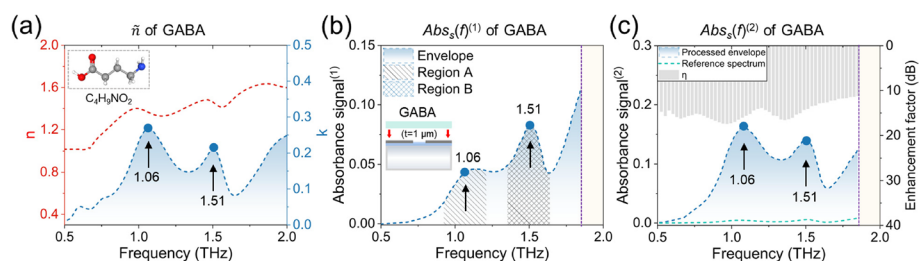 (a)
ñ of GABA
2.0
1.6
1.2
0.8
0.4
n
0.5
0.4
0.3
0.2
0.1
0.0
k
C₄H₉NO₂
1.06
1.51
0.5 1.0 1.5 2.0
Frequency (THz)
(b)
Absₛ(f)⁽¹⁾ of GABA
0.15
0.10
0.05
0.00
Absorbance signal⁽¹⁾
Envelope
Region A
Region B
GABA
(t=1 μm)
1.06
1.51
0.5 1.0 1.5 2.0
Frequency (THz)
(c)
Absₛ(f)⁽²⁾ of GABA
0.3
0.2
0.1
0.0
Absorbance signal⁽²⁾
Processed envelope
Reference spectrum
η
0
10
20
30
40
Enhancement factor (dB)
1.06
1.51
0.5 1.0 1.5 2.0
Frequency (THz)